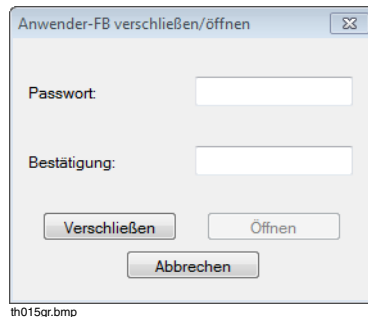 Anwender-FB verschließen/öffnen
Passwort:
Bestätigung:
Verschließen Öffnen
Abbrechen
th015gr.bmp